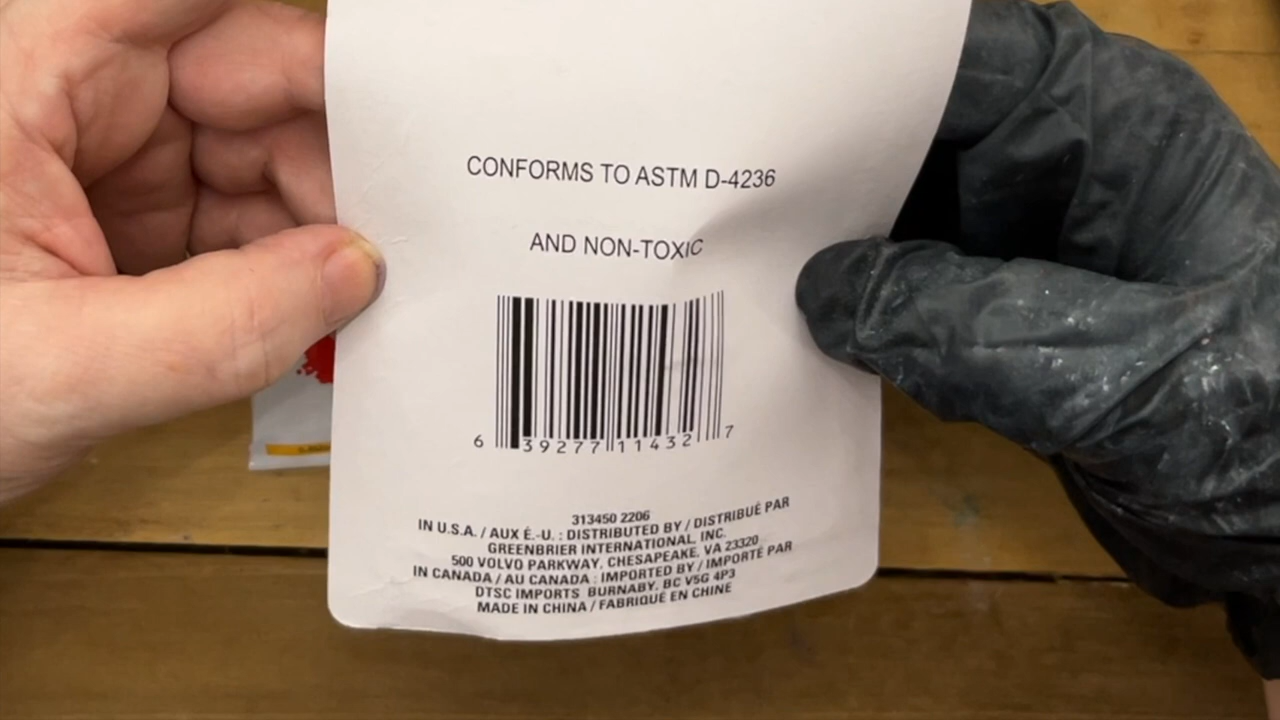 CONFORMS TO ASTM D-4236
AND NON-TOXIC
6 39277 11432 7
313450 2206
IN U.S.A. / AUX É.-U. : DISTRIBUTED BY / DISTRIBUÉ PAR
GREENBRIER INTERNATIONAL, INC.
500 VOLVO PARKWAY, CHESAPEAKE, VA 23320
IN CANADA / AU CANADA : IMPORTED BY / IMPORTÉ PAR
DTSC IMPORTS BURNABY, BC V5G 4P3
MADE IN CHINA / FABRIQUÉ EN CHINE